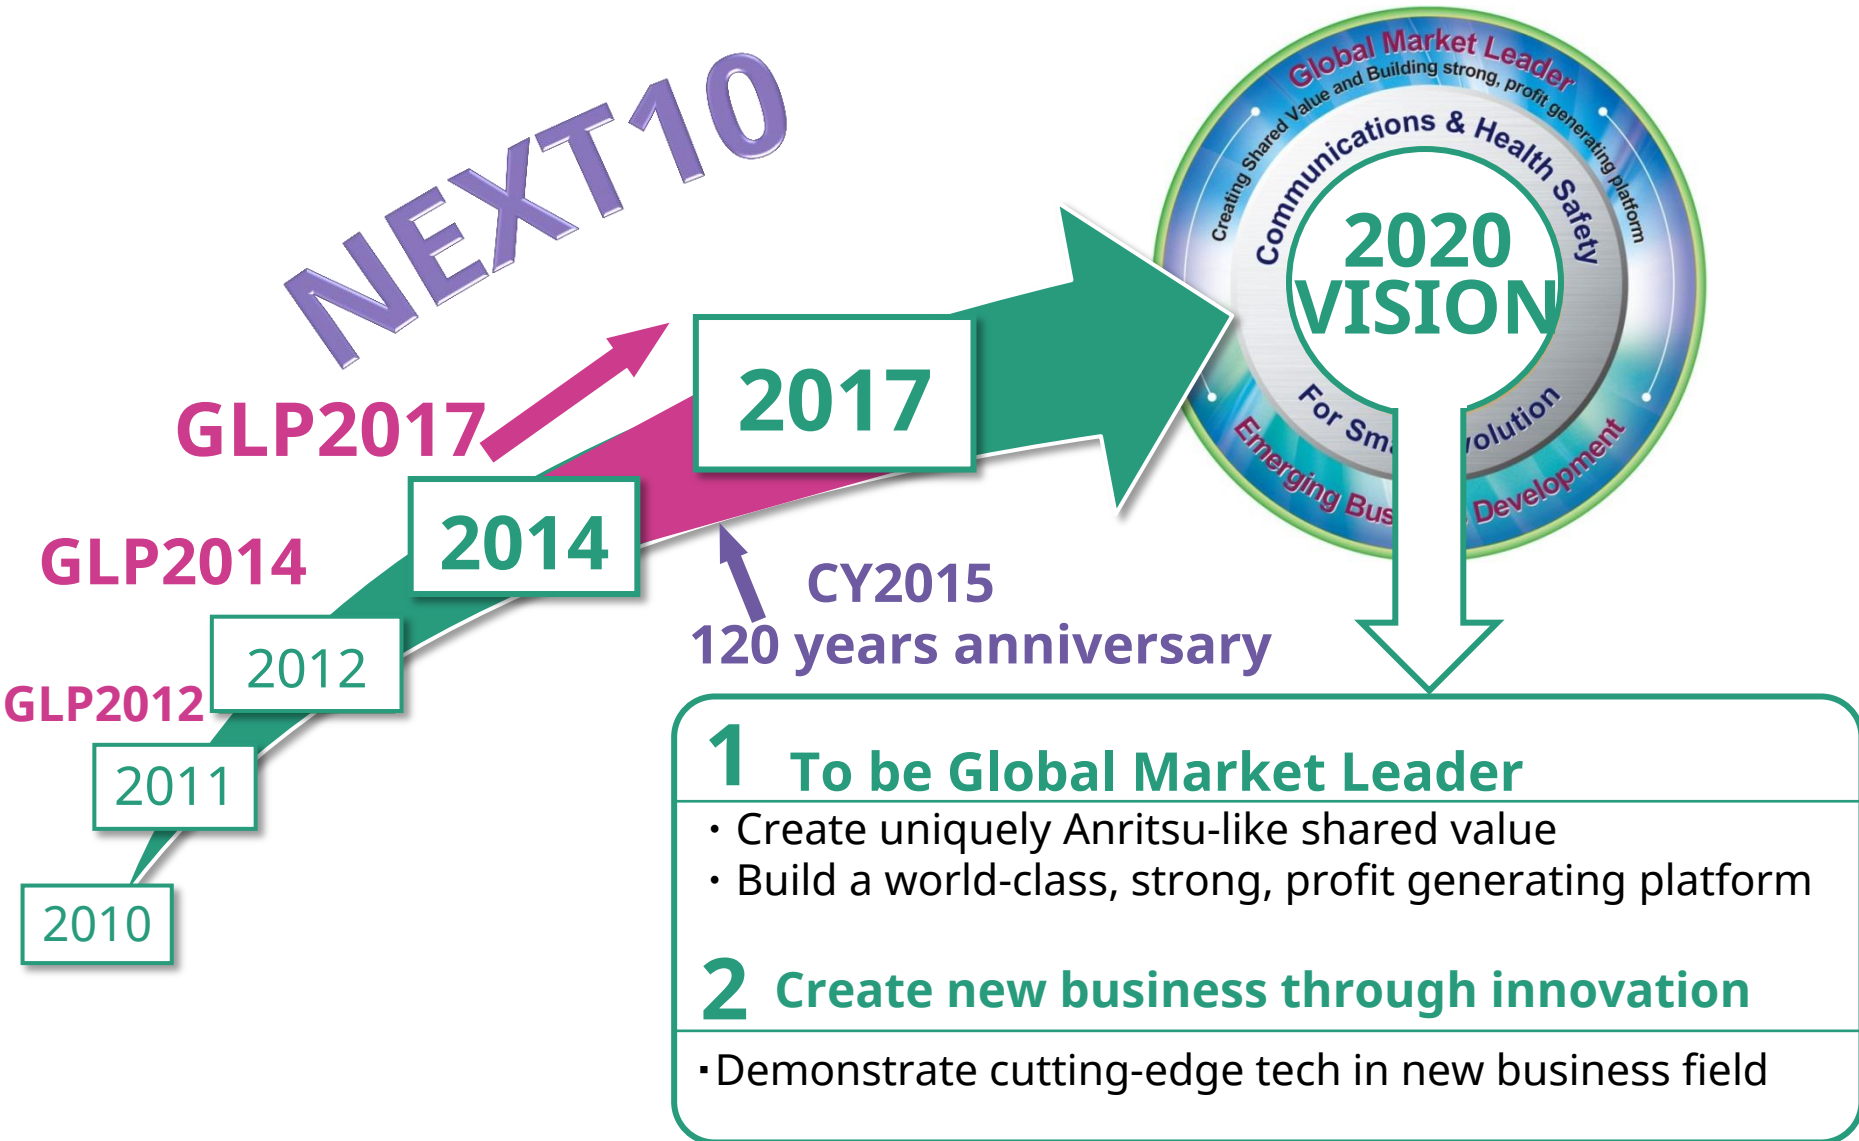 NEXT10
Global Market Leader
Creating Shared Value and Building strong, profit generating platform
Communications & Health Safety
2020
VISION
For
Emerging
Development
GLP2017
2017
GLP2014
2014
CY2015
120 years anniversary
GLP2012
2012
2011
2010
1 To be Global Market Leader
・Create uniquely Anritsu-like shared value
・Build a world-class, strong, profit generating platform
2 Create new business through innovation
･Demonstrate cutting-edge tech in new business field